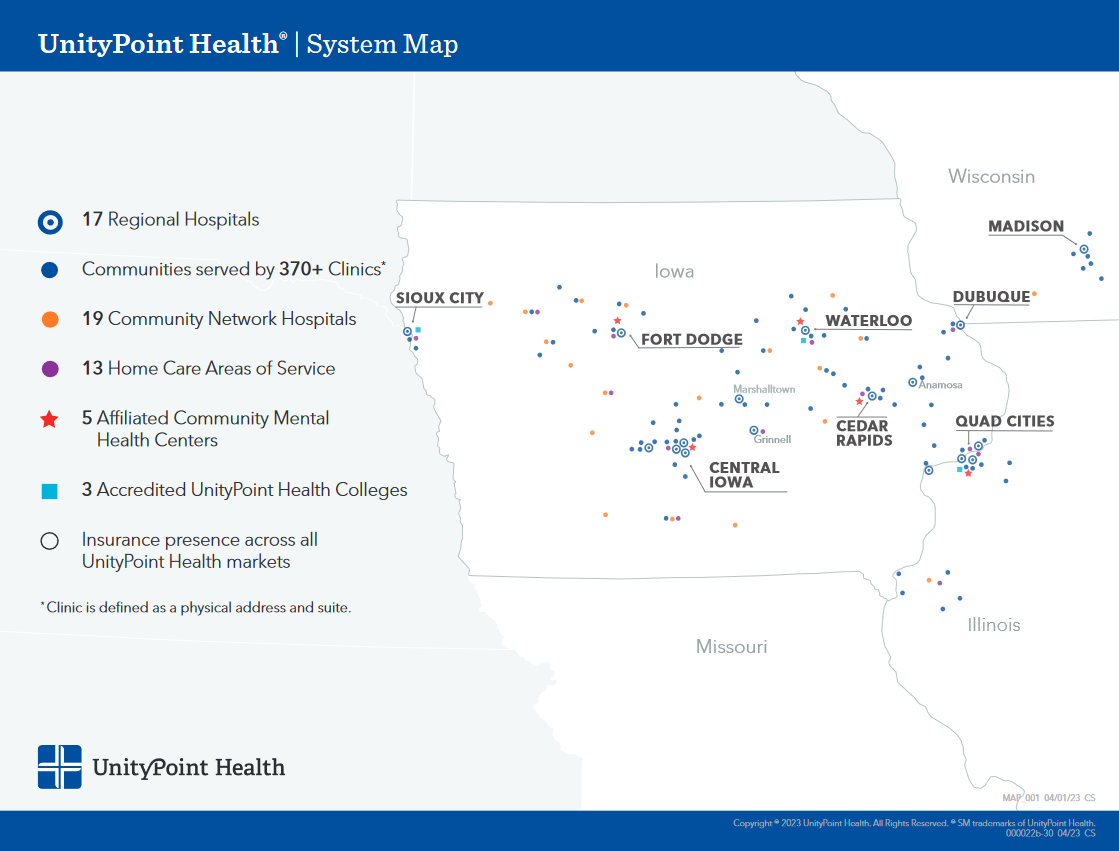 UnityPoint Health® | System Map
Wisconsin
17 Regional Hospitals
MADISON
Communities served by 370+ Clinics*
Iowa
SIOUX CITY
DUBUQUE
19 Community Network Hospitals
WATERLOO
FORT DODGE
13 Home Care Areas of Service
Marshalltown
Anamosa
5 Affiliated Community Mental
Health Centers
CEDAR
RAPIDS
QUAD CITIES
Grinnell
CENTRAL
IOWA
3 Accredited UnityPoint Health Colleges
Insurance presence across all
UnityPoint Health markets
*Clinic is defined as a physical address and suite.
Illinois
Missouri
UnityPoint Health
MAP_001 04/01/23 CS
Copyright © 2023 UnityPoint Health. All Rights Reserved. ® SM trademarks of UnityPoint Health.
000022b-30 04/23 CS